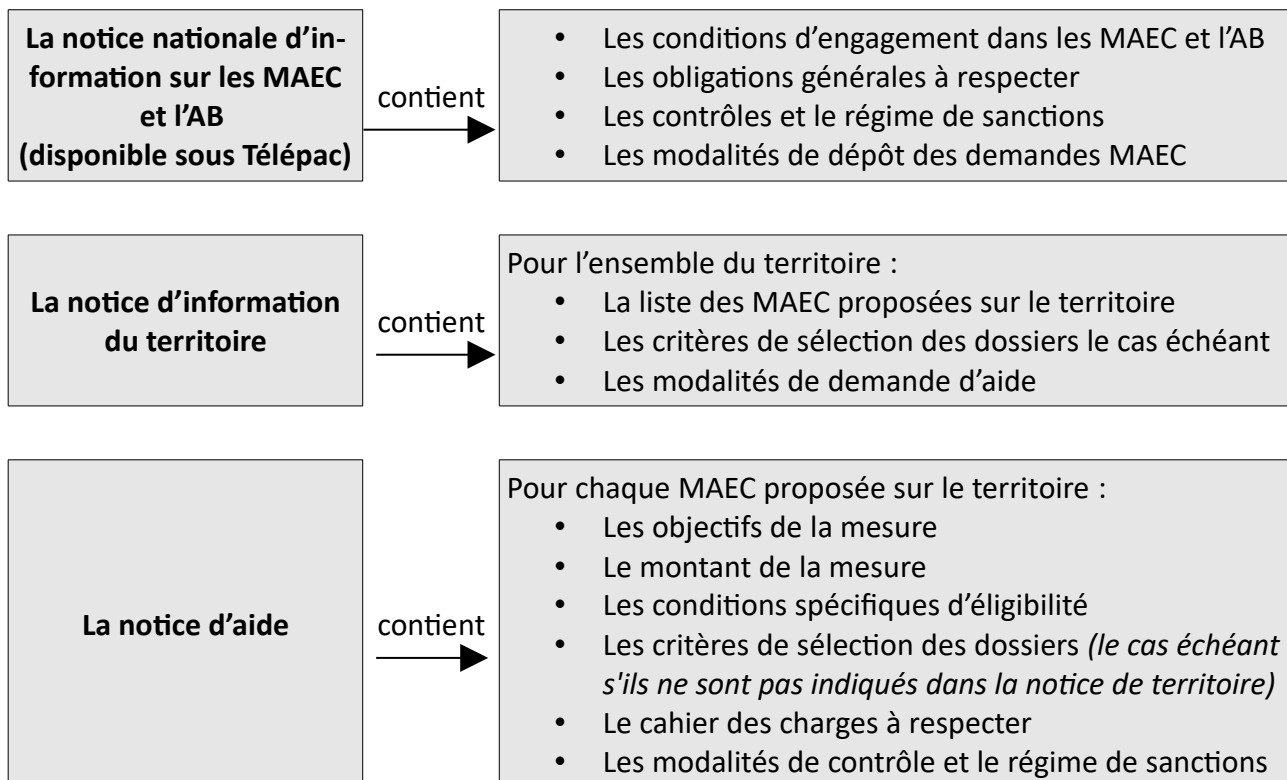 La notice nationale d’in-
formation sur les MAEC
et l’AB
(disponible sous Télépac)
contient
• Les conditions d’engagement dans les MAEC et l’AB
• Les obligations générales à respecter
• Les contrôles et le régime de sanctions
• Les modalités de dépôt des demandes MAEC
La notice d’information
du territoire
contient
Pour l’ensemble du territoire :
• La liste des MAEC proposées sur le territoire
• Les critères de sélection des dossiers le cas échéant
• Les modalités de demande d’aide
La notice d’aide
contient
Pour chaque MAEC proposée sur le territoire :
• Les objectifs de la mesure
• Le montant de la mesure
• Les conditions spécifiques d’éligibilité
• Les critères de sélection des dossiers (le cas échéant
s'ils ne sont pas indiqués dans la notice de territoire)
• Le cahier des charges à respecter
• Les modalités de contrôle et le régime de sanctions